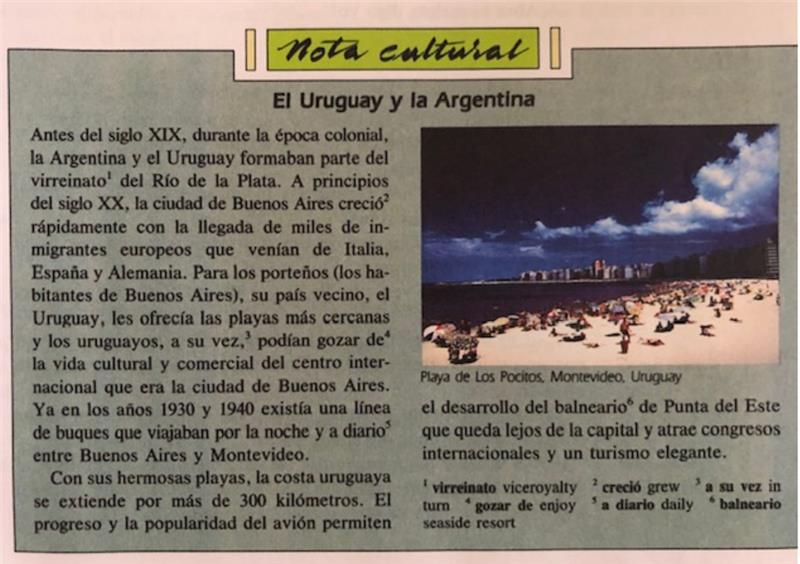 Nota cultural
El Uruguay y la Argentina
Antes del siglo XIX, durante la época colonial,
la Argentina y el Uruguay formaban parte del
virreinato¹ del Río de la Plata. A principios
del siglo XX, la ciudad de Buenos Aires creció²
rápidamente con la llegada de miles de in-
migrantes europeos que venían de Italia,
España y Alemania. Para los porteños (los ha-
bitantes de Buenos Aires), su país vecino, el
Uruguay, les ofrecía las playas más cercanas
y los uruguayos, a su vez,³ podían gozar de⁴
la vida cultural y comercial del centro inter-
nacional que era la ciudad de Buenos Aires.
Ya en los años 1930 y 1940 existía una línea
de buques que viajaban por la noche y a diario⁵
entre Buenos Aires y Montevideo.
Con sus hermosas playas, la costa uruguaya
se extiende por más de 300 kilómetros. El
progreso y la popularidad del avión permiten
Playa de Los Pocitos, Montevideo, Uruguay
el desarrollo del balneario⁶ de Punta del Este
que queda lejos de la capital y atrae congresos
internacionales y un turismo elegante.
¹ virreinato viceroyalty ² creció grew ³ a su vez in
turn ⁴ gozar de enjoy ⁵ a diario daily ⁶ balneario
seaside resort